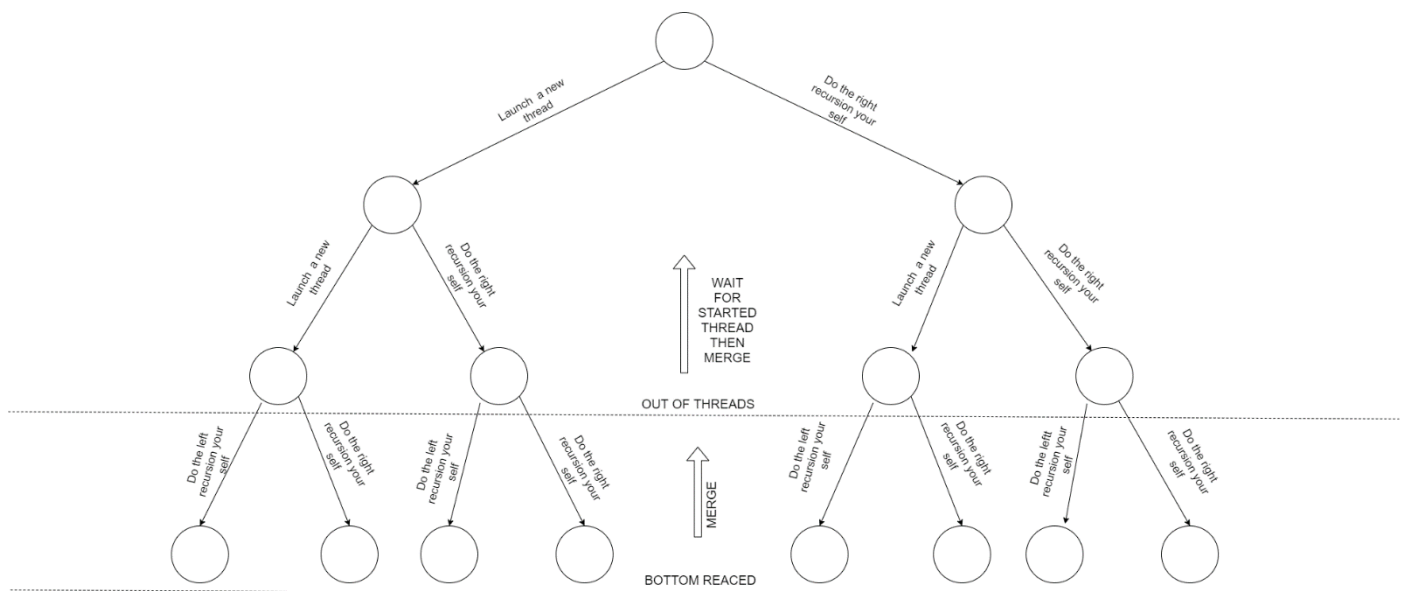 Launch a new
thread
Do the right
recursion your
self
Launch a new
thread
Do the right
recursion your
self
Launch a new
thread
Do the right
recursion your
self
WAIT
FOR
STARTED
THREAD
THEN
MERGE
OUT OF THREADS
Do the left
recursion your
self
Do the right
recursion your
self
Do the left
recursion your
self
Do the right
recursion your
self
MERGE
Do the left
recursion your
self
Do the right
recursion your
self
Do the left
recursion your
self
Do the right
recursion your
self
BOTTOM REACED